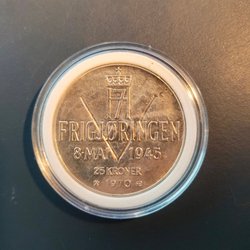 FRIGJØRINGEN
8·MAI 1945
25 KRONER
1970